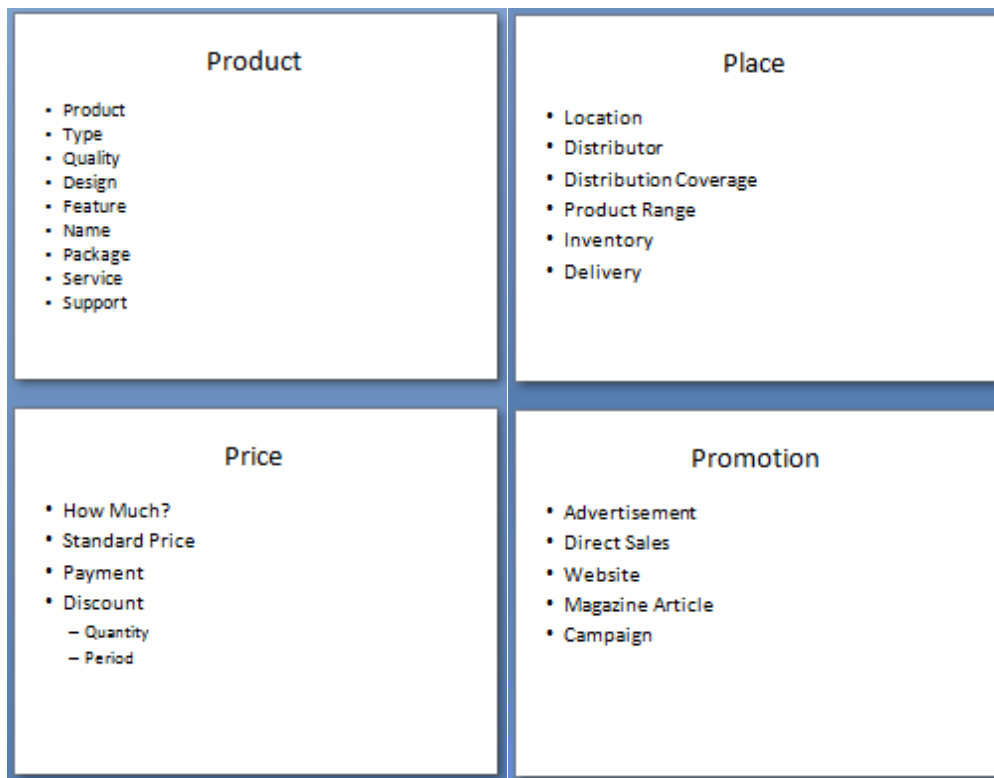 Product
• Product
• Type
• Quality
• Design
• Feature
• Name
• Package
• Service
• Support
Place
• Location
• Distributor
• Distribution Coverage
• Product Range
• Inventory
• Delivery
Price
• How Much?
• Standard Price
• Payment
• Discount
– Quantity
– Period
Promotion
• Advertisement
• Direct Sales
• Website
• Magazine Article
• Campaign